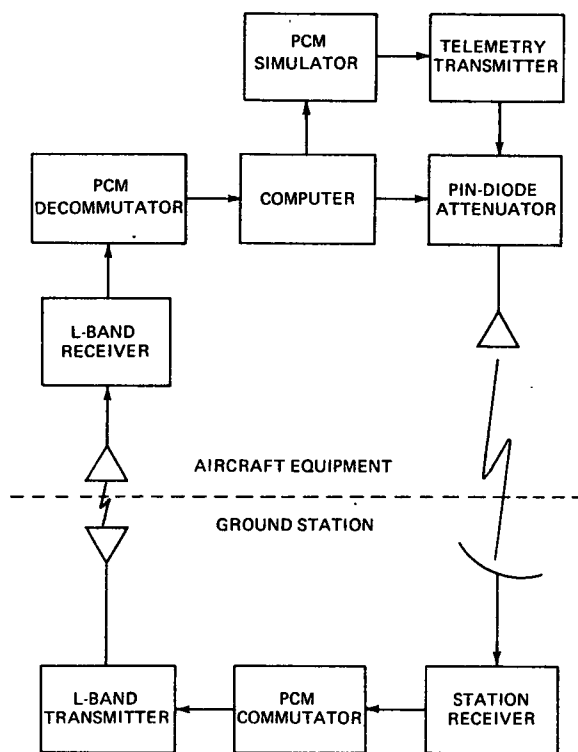 PCM
SIMULATOR
TELEMETRY
TRANSMITTER
PCM
DECOMMUTATOR
COMPUTER
PIN-DIODE
ATTENUATOR
L-BAND
RECEIVER
AIRCRAFT EQUIPMENT
GROUND STATION
L-BAND
TRANSMITTER
PCM
COMMUTATOR
STATION
RECEIVER